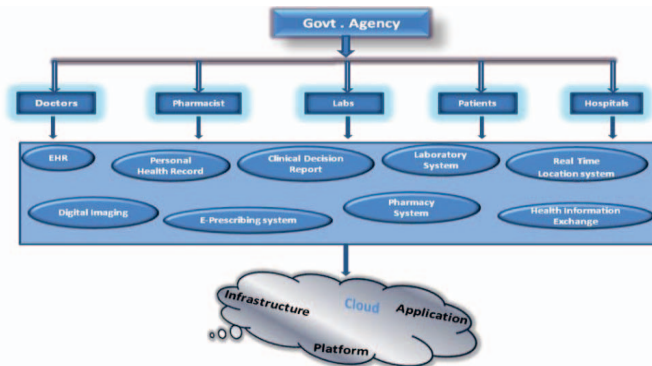 Govt . Agency
Doctors
Pharmacist
Labs
Patients
Hospitals
EHR
Personal
Health Record
Clinical Decision
Report
Laboratory
System
Real Time
Location system
Digital Imaging
E-Prescribing system
Pharmacy
System
Health Information
Exchange
Infrastructure
Cloud
Application
Platform